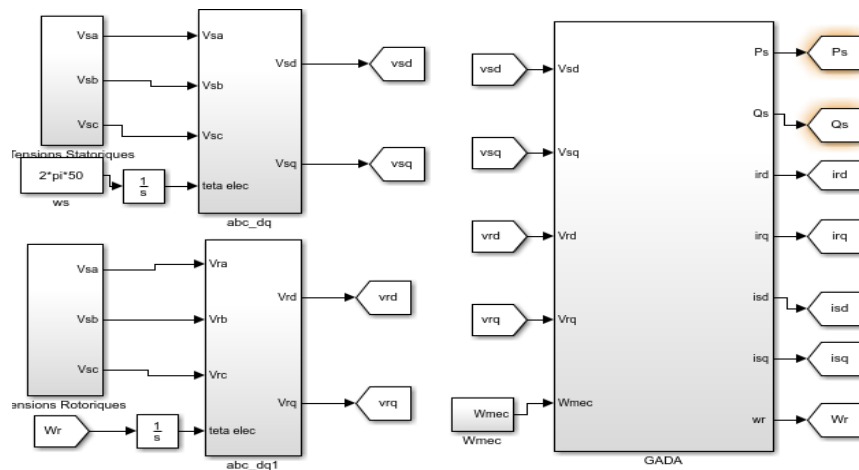 Vsa
Vsa
Vsd
vsd
Vsb
Vsb
Vsc
Vsc
Vsq
vsq
Tensions Statoriques
2*pi*50
1
s
teta elec
ws
abc_dq
Vsa
Vra
Vrd
vrd
Vsb
Vrb
Vsc
Vrc
Vrq
vrq
ensions Rotoriques
Wr
1
s
teta elec
abc_dq1
vsd
Vsd
Ps
Ps
Qs
Qs
vsq
Vsq
ird
ird
vrd
Vrd
irq
irq
vrq
Vrq
isd
isd
isq
isq
Wmec
Wmec
wr
Wr
Wmec
GADA